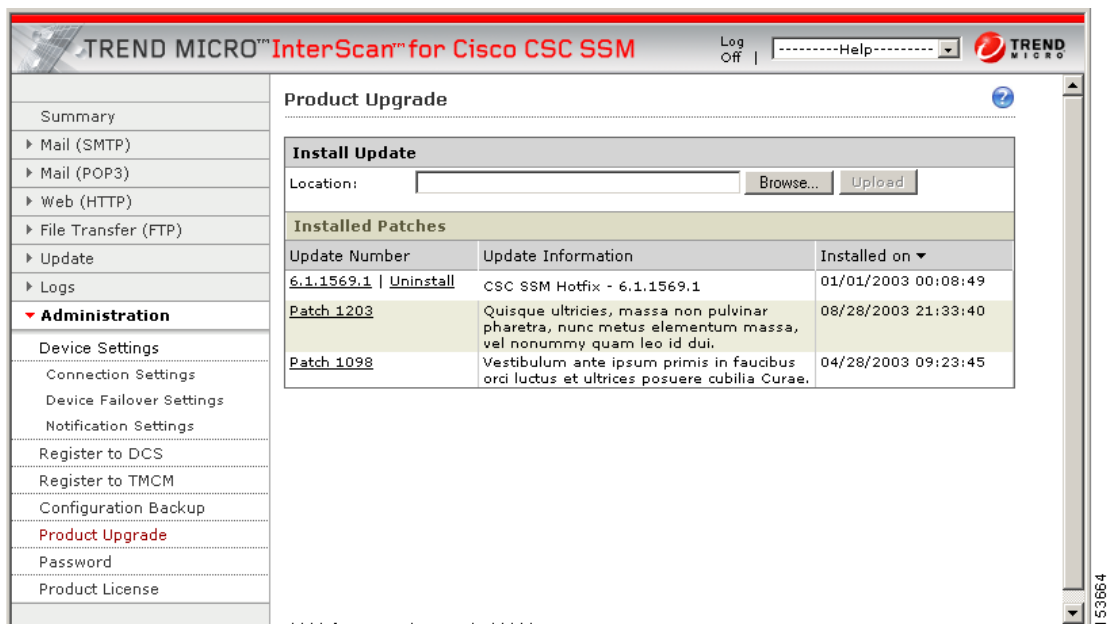 TREND MICRO™ InterScan™ for Cisco CSC SSM
Log Off |
---------Help---------
TREND MICRO
Summary
Mail (SMTP)
Mail (POP3)
Web (HTTP)
File Transfer (FTP)
Update
Logs
Administration
Device Settings
Connection Settings
Device Failover Settings
Notification Settings
Register to DCS
Register to TMCM
Configuration Backup
Product Upgrade
Password
Product License
Product Upgrade
?
Install Update
Location:
Browse...
Upload
Installed Patches
Update Number Update Information Installed on
6.1.1569.1 | Uninstall CSC SSM Hotfix - 6.1.1569.1 01/01/2003 00:08:49
Patch 1203 Quisque ultricies, massa non pulvinar 08/28/2003 21:33:40
pharetra, nunc metus elementum massa,
vel nonummy quam leo id dui.
Patch 1098 Vestibulum ante ipsum primis in faucibus 04/28/2003 09:23:45
orci luctus et ultrices posuere cubilia Curae.
153664